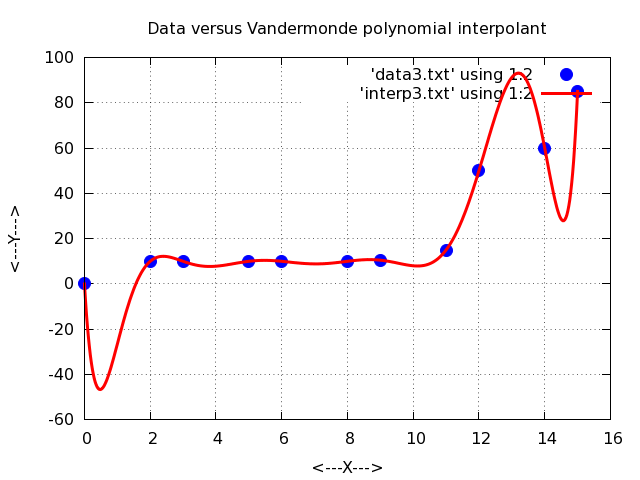 Data versus Vandermonde polynomial interpolant
100
80
60
40
20
0
-20
-40
-60
<---Y--->
'data3.txt' using 1:2
'interp3.txt' using 1:2
0 2 4 6 8 10 12 14 16
<---X--->